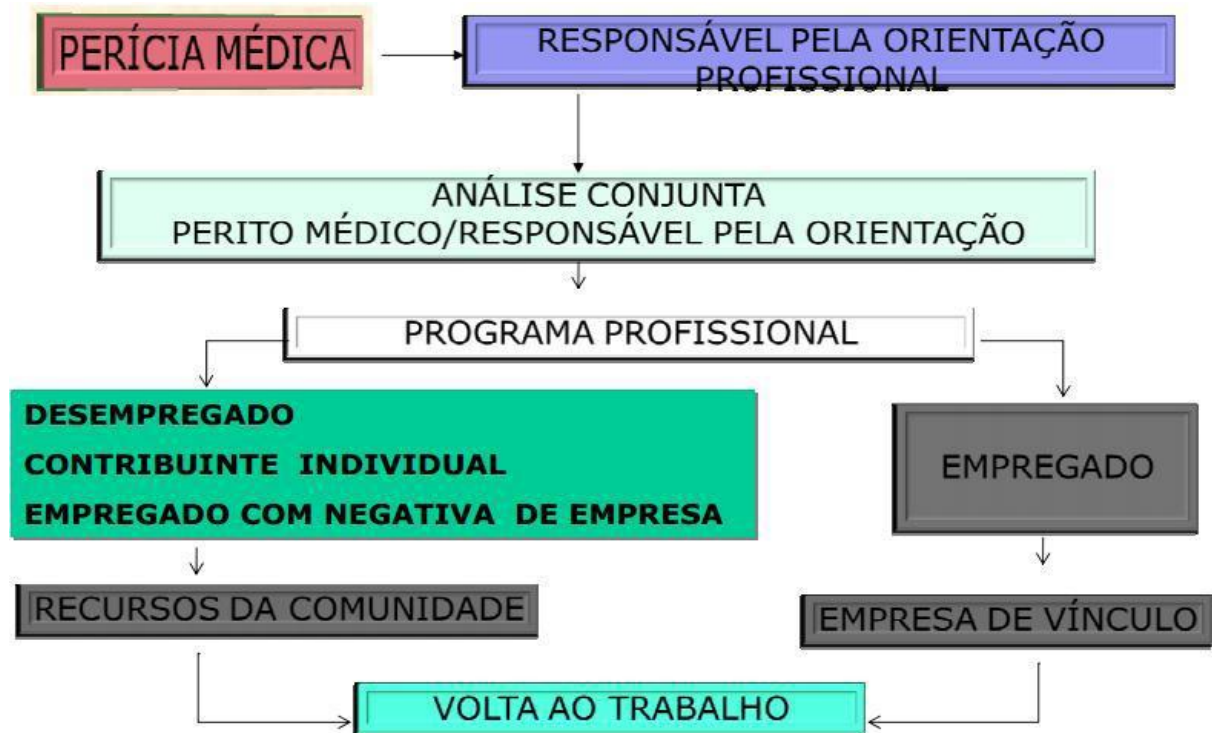 PERÍCIA MÉDICA
RESPONSÁVEL PELA ORIENTAÇÃO
PROFISSIONAL
ANÁLISE CONJUNTA
PERITO MÉDICO/RESPONSÁVEL PELA ORIENTAÇÃO
PROGRAMA PROFISSIONAL
DESEMPREGADO
CONTRIBUINTE INDIVIDUAL
EMPREGADO COM NEGATIVA DE EMPRESA
EMPREGADO
RECURSOS DA COMUNIDADE
EMPRESA DE VÍNCULO
VOLTA AO TRABALHO